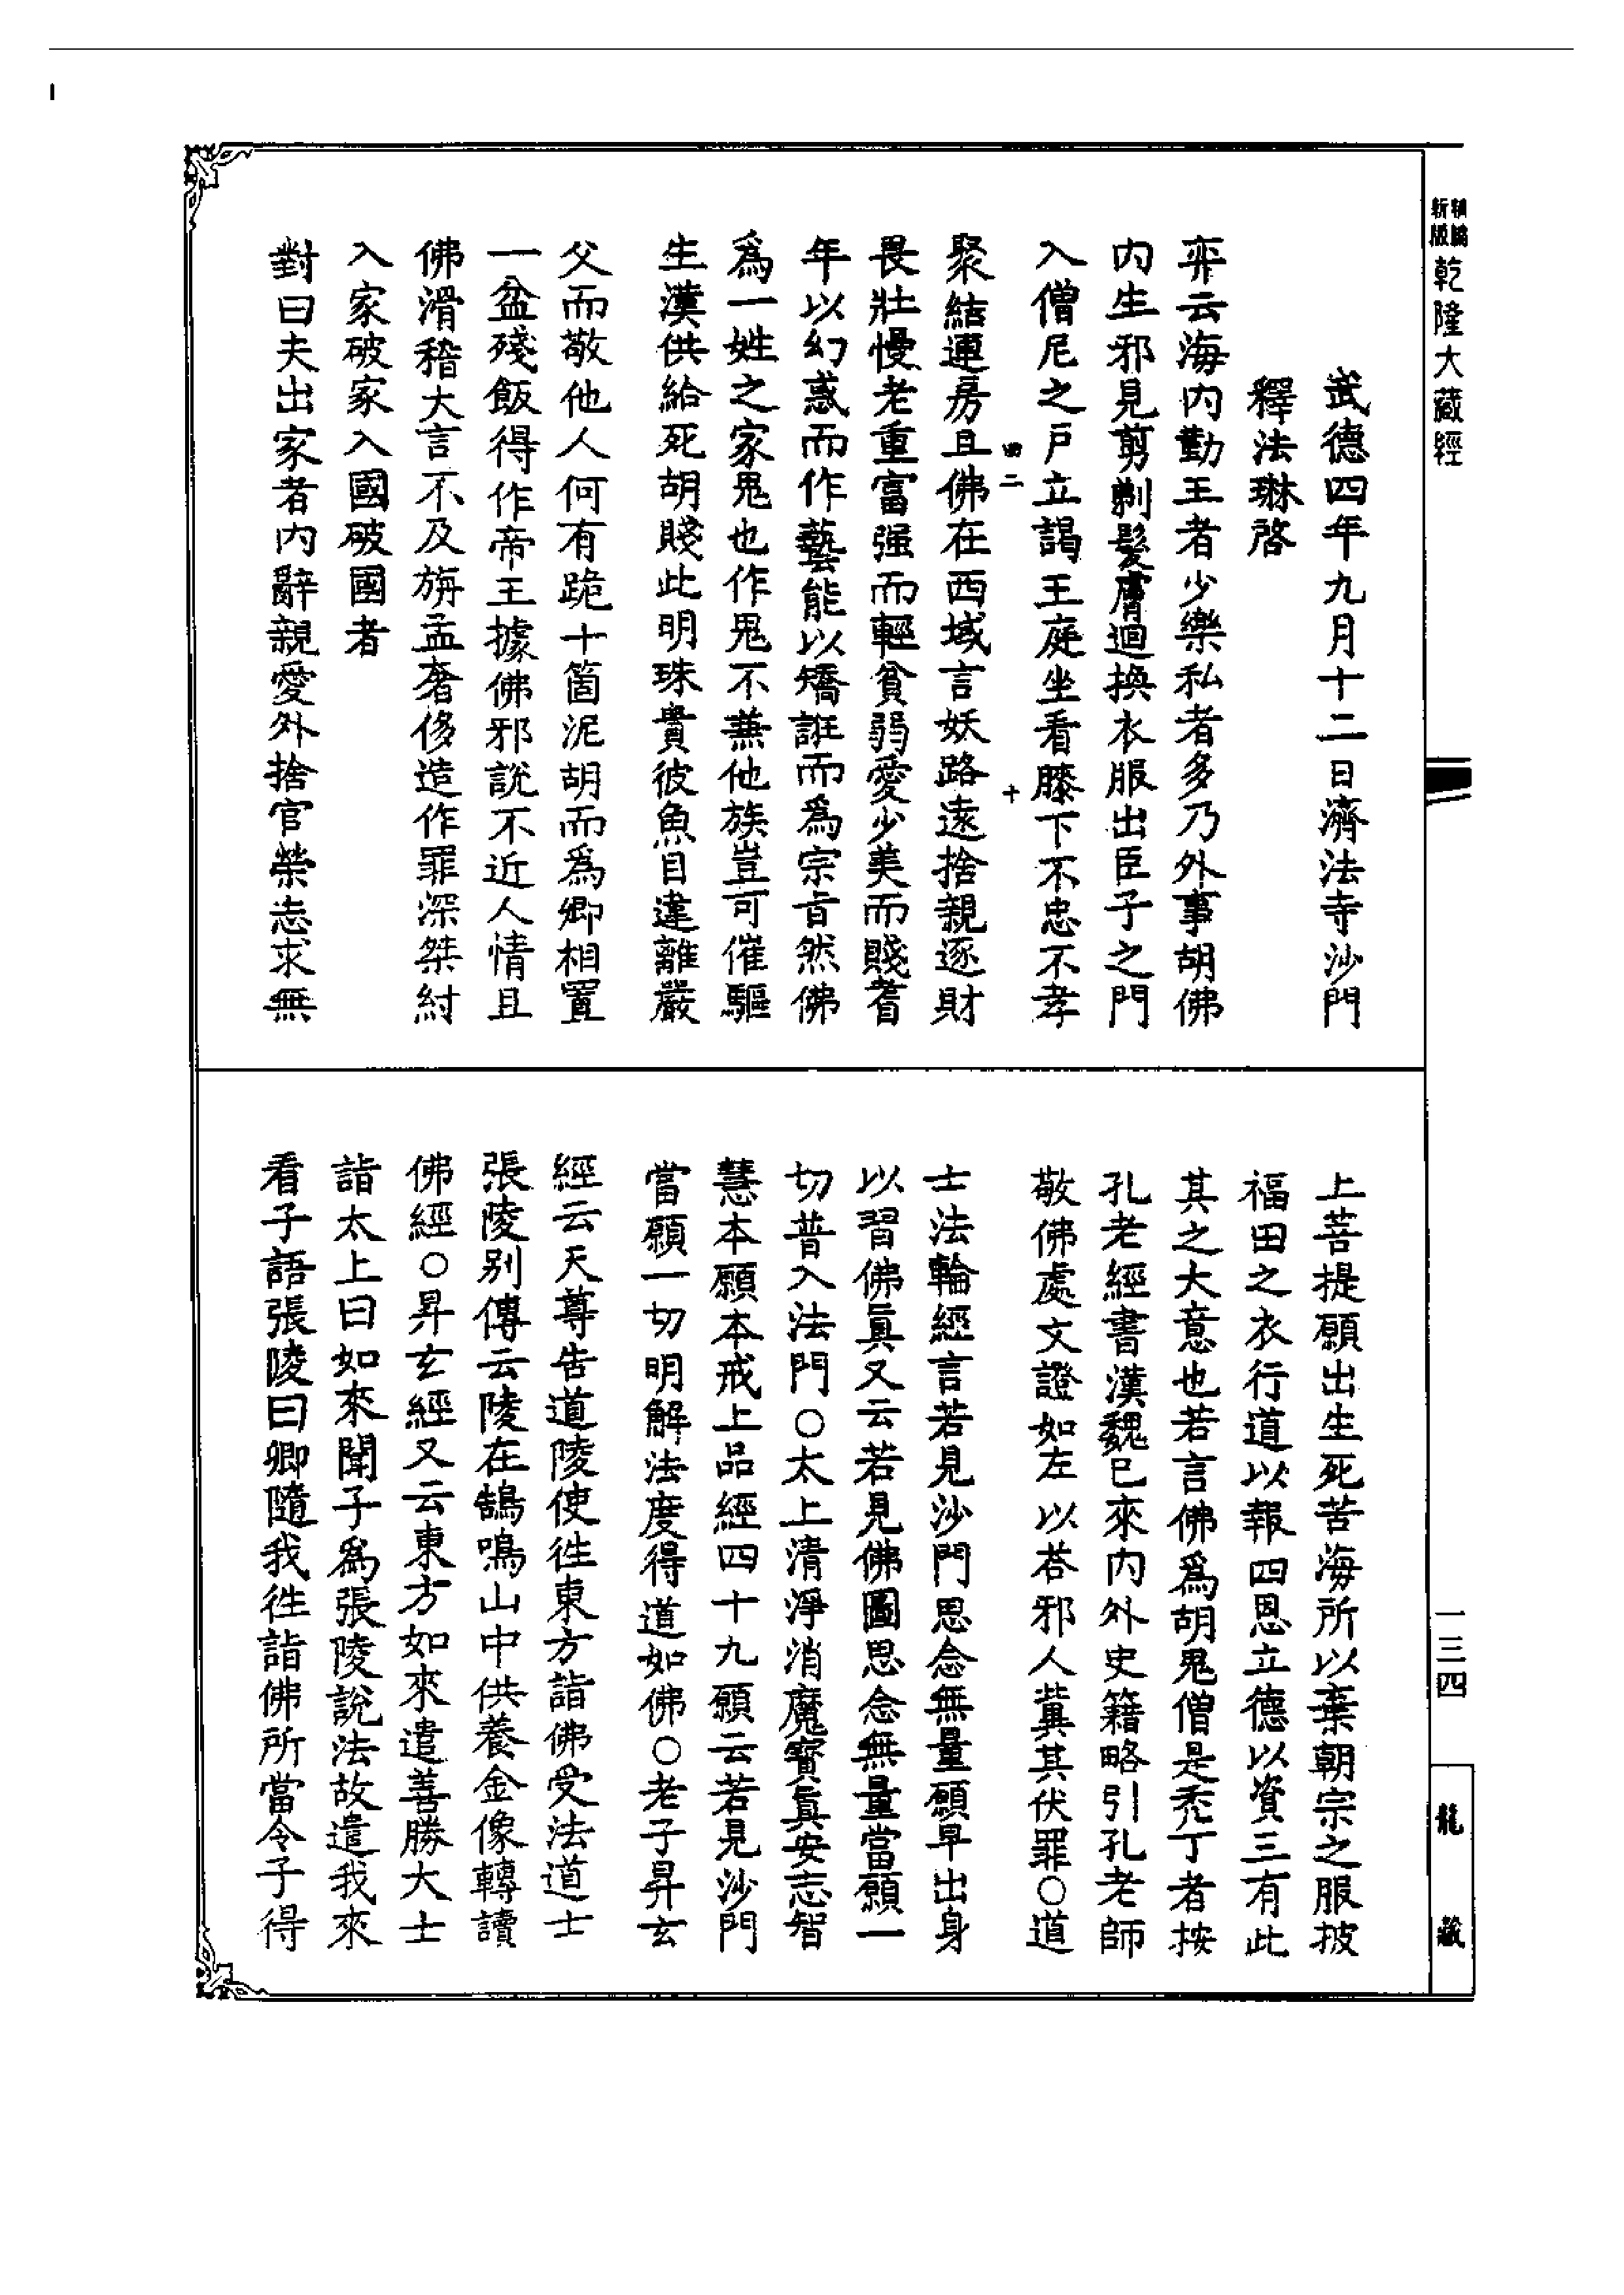 新編
新版
乾隆大藏經
武德四年九月十二日濟法寺沙門
釋法琳啓
弈云海内勤王者少樂私者多乃外事胡佛
内生邪見剪剃髮膚迴換衣服出臣子之門
入僧尼之戶立謁王庭坐看膝下不忠不孝
四二
十
聚結連房且佛在西域言妖路遠捨親逐財
畏壯慢老重富强而輕貧弱愛少美而賤耆
年以幻惑而作藝能以矯誑而爲宗旨然佛
爲一姓之家鬼也作鬼不兼他族豈可催驅
生漢供給死胡賤此明珠貴彼魚目違離嚴
父而敬他人何有跪十箇泥胡而爲卿相置
一盆殘飯得作帝王據佛邪說不近人情且
佛滑稽大言不及旃孟奢侈造作罪深桀紂
入家破家入國破國者
對曰夫出家者内辭親愛外捨官榮志求無
上菩提願出生死苦海所以棄朝宗之服披
福田之衣行道以報四恩立德以資三有此
其之大意也若言佛爲胡鬼僧是禿丁者按
孔老經書漢魏已來内外史籍略引孔老師
敬佛處文證如左以荅邪人冀其伏罪○道
士法輪經言若見沙門思念無量願早出身
以習佛眞又云若見佛圖思念無量當願一
切普入法門○太上清淨消魔寳眞安志智
慧本願本戒上品經四十九願云若見沙門
當願一切明解法度得道如佛○老子昇玄
經云天尊告道陵使往東方詣佛受法道士
張陵别傳云陵在鵠鳴山中供養金像轉讀
佛經○昇玄經又云東方如來遣善勝大士
詣太上曰如來聞子爲張陵說法故遣我來
看子語張陵曰卿隨我徃詣佛所當令子得
一三四
龍藏